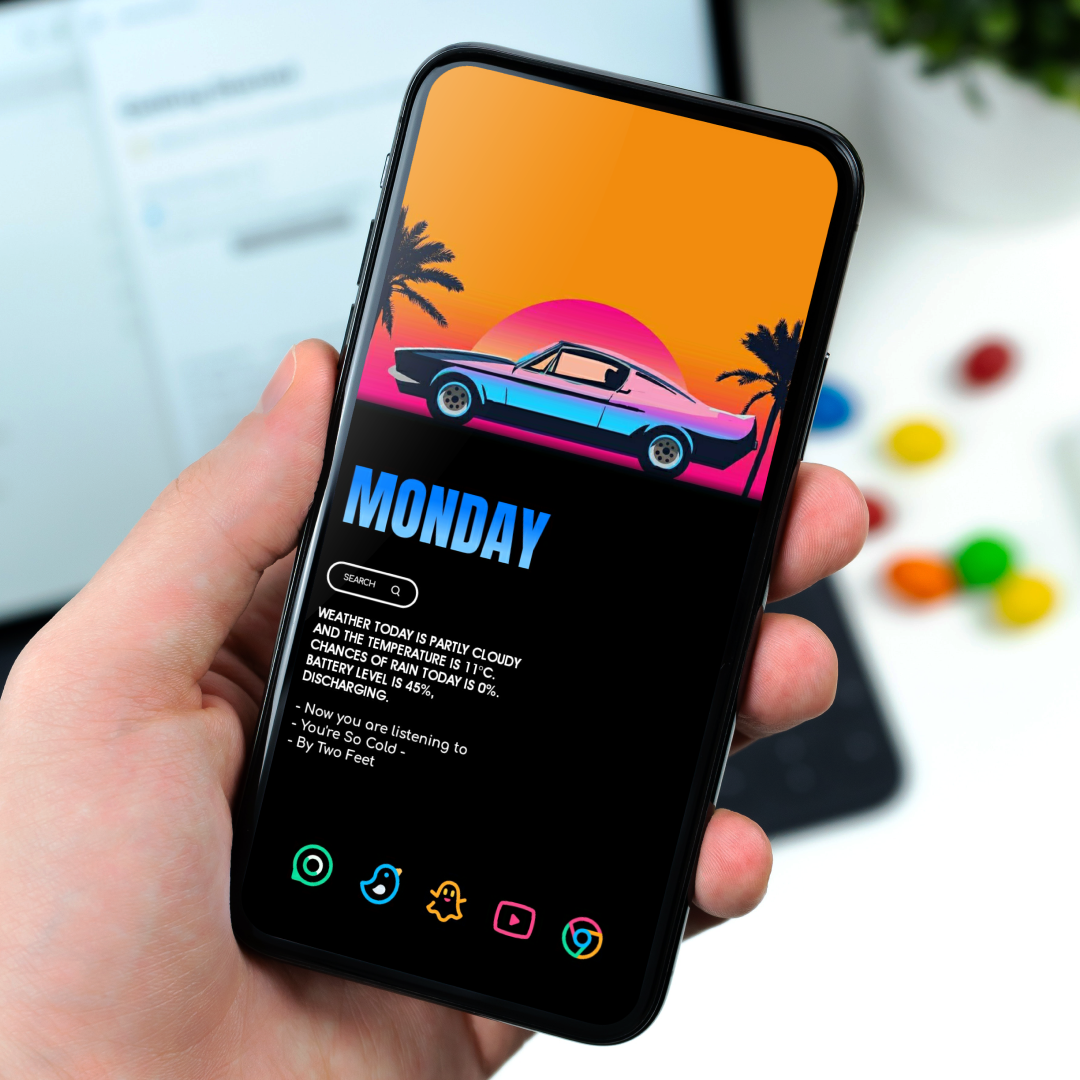 MONDAY
SEARCH
WEATHER TODAY IS PARTLY CLOUDY
AND THE TEMPERATURE IS 11°C.
CHANCES OF RAIN TODAY IS 0%.
BATTERY LEVEL IS 45%,
DISCHARGING.
- Now you are listening to
- You're So Cold -
- By Two Feet